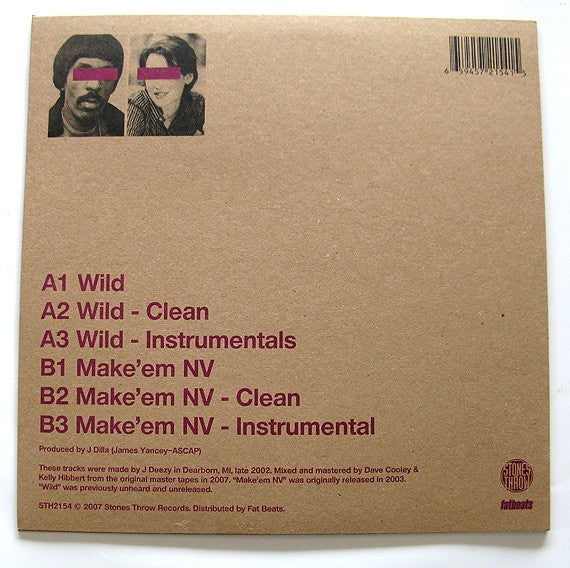 6 59457 21541 5
A1 Wild
A2 Wild - Clean
A3 Wild - Instrumentals
B1 Make'em NV
B2 Make'em NV - Clean
B3 Make'em NV - Instrumental
Produced by J Dilla (James Yancey–ASCAP)
These tracks were made by J Deezy in Dearborn, MI, late 2002. Mixed and mastered by Dave Cooley &
Kelly Hibbert from the original master tapes in 2007. "Make'em NV" was originally released in 2003.
"Wild" was previously unheard and unreleased.
STH2154 © 2007 Stones Throw Records. Distributed by Fat Beats.
STONES
THROW
fatbeats